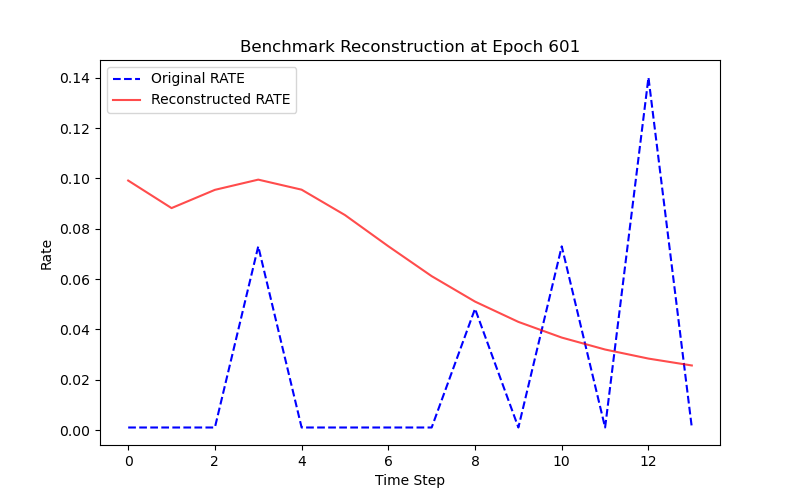 Benchmark Reconstruction at Epoch 601
Original RATE
Reconstructed RATE
0.14
0.12
0.10
0.08
0.06
0.04
0.02
0.00
Rate
0 2 4 6 8 10 12
Time Step